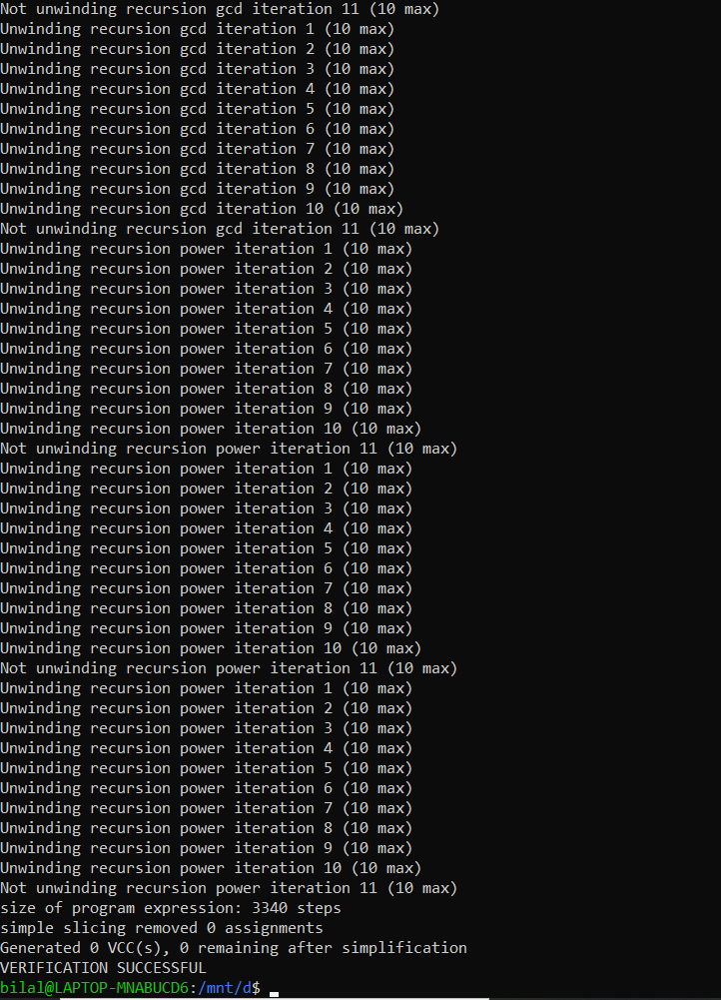 Not unwinding recursion gcd iteration 11 (10 max)
Unwinding recursion gcd iteration 1 (10 max)
Unwinding recursion gcd iteration 2 (10 max)
Unwinding recursion gcd iteration 3 (10 max)
Unwinding recursion gcd iteration 4 (10 max)
Unwinding recursion gcd iteration 5 (10 max)
Unwinding recursion gcd iteration 6 (10 max)
Unwinding recursion gcd iteration 7 (10 max)
Unwinding recursion gcd iteration 8 (10 max)
Unwinding recursion gcd iteration 9 (10 max)
Unwinding recursion gcd iteration 10 (10 max)
Not unwinding recursion gcd iteration 11 (10 max)
Unwinding recursion power iteration 1 (10 max)
Unwinding recursion power iteration 2 (10 max)
Unwinding recursion power iteration 3 (10 max)
Unwinding recursion power iteration 4 (10 max)
Unwinding recursion power iteration 5 (10 max)
Unwinding recursion power iteration 6 (10 max)
Unwinding recursion power iteration 7 (10 max)
Unwinding recursion power iteration 8 (10 max)
Unwinding recursion power iteration 9 (10 max)
Unwinding recursion power iteration 10 (10 max)
Not unwinding recursion power iteration 11 (10 max)
Unwinding recursion power iteration 1 (10 max)
Unwinding recursion power iteration 2 (10 max)
Unwinding recursion power iteration 3 (10 max)
Unwinding recursion power iteration 4 (10 max)
Unwinding recursion power iteration 5 (10 max)
Unwinding recursion power iteration 6 (10 max)
Unwinding recursion power iteration 7 (10 max)
Unwinding recursion power iteration 8 (10 max)
Unwinding recursion power iteration 9 (10 max)
Unwinding recursion power iteration 10 (10 max)
Not unwinding recursion power iteration 11 (10 max)
Unwinding recursion power iteration 1 (10 max)
Unwinding recursion power iteration 2 (10 max)
Unwinding recursion power iteration 3 (10 max)
Unwinding recursion power iteration 4 (10 max)
Unwinding recursion power iteration 5 (10 max)
Unwinding recursion power iteration 6 (10 max)
Unwinding recursion power iteration 7 (10 max)
Unwinding recursion power iteration 8 (10 max)
Unwinding recursion power iteration 9 (10 max)
Unwinding recursion power iteration 10 (10 max)
Not unwinding recursion power iteration 11 (10 max)
size of program expression: 3340 steps
simple slicing removed 0 assignments
Generated 0 VCC(s), 0 remaining after simplification
VERIFICATION SUCCESSFUL
bilal@LAPTOP-MNABUCD6:/mnt/d$